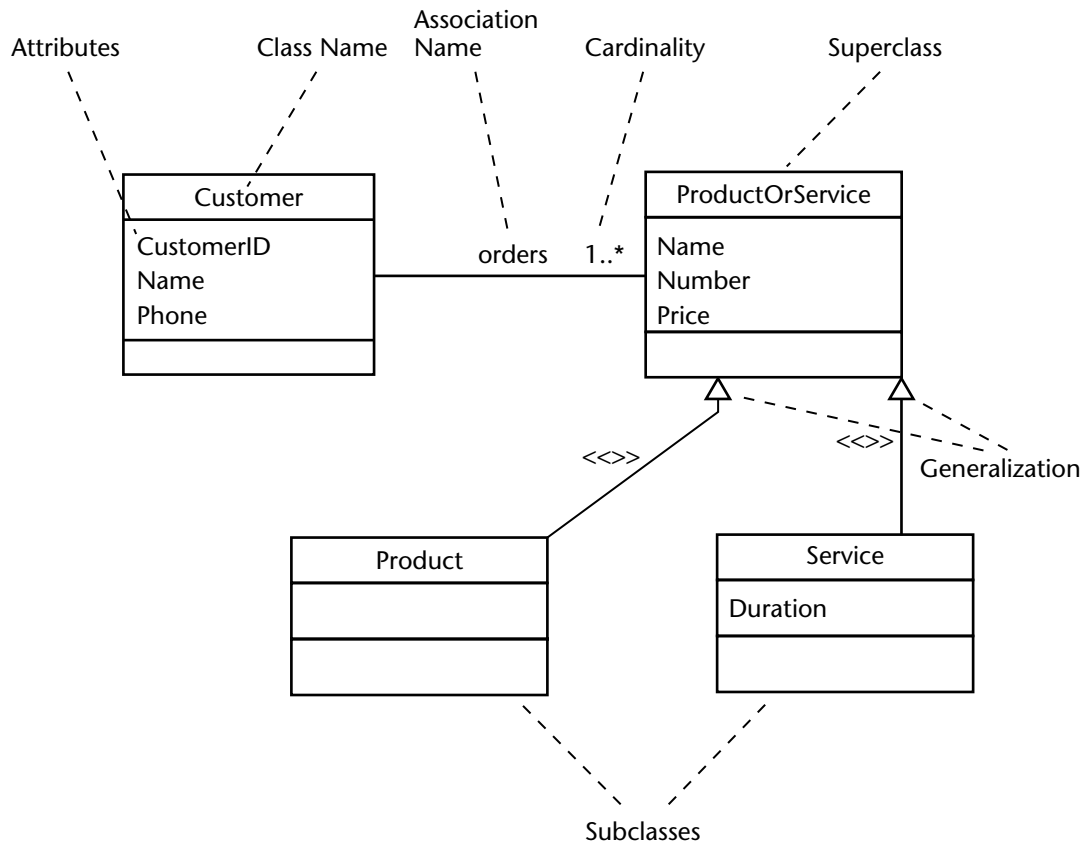 Association
Name
Attributes
Class Name
Cardinality
Superclass
Customer
CustomerID
Name
Phone
orders
1..*
ProductOrService
Name
Number
Price
<<>>
<<>>
Generalization
Product
Service
Duration
Subclasses